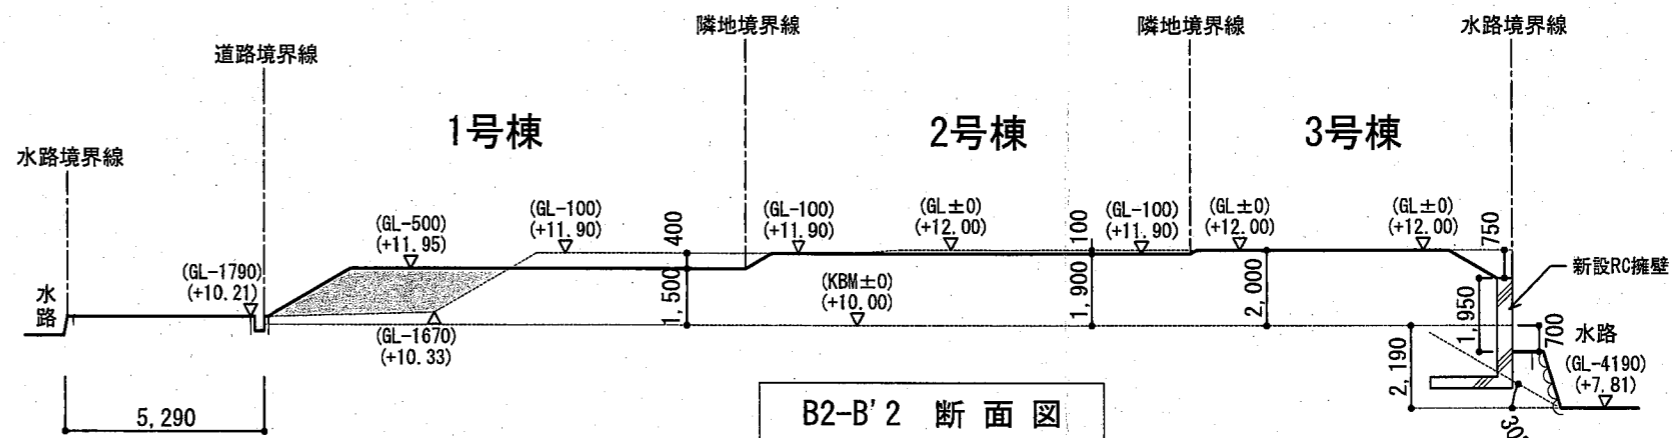 隣地境界線
隣地境界線
水路境界線
道路境界線
1号棟
2号棟
3号棟
水路境界線
(GL-500)
(+11.95)
(GL-100)
(+11.90)
400
(GL-100)
(+11.90)
(GL±0)
(+12.00)
100
(GL-100)
(+11.90)
(GL±0)
(+12.00)
(GL±0)
(+12.00)
750
新設RC擁壁
(GL-1790)
(+10.21)
水路
1,500
(KBM±0)
(+10.00)
1,900
2,000
1,950
(GL-1670)
(+10.33)
2,190
700
水路
(GL-4190)
(+7.81)
5,290
B2-B'2 断面図